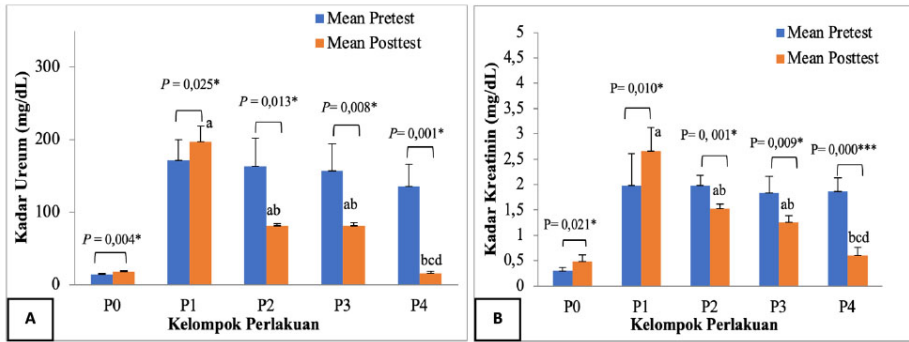 Mean Pretest
Mean Posttest
Kadar Ureum (mg/dL)
300
200
100
0
P = 0,004*
P = 0,025*
a
P = 0,013*
ab
P = 0,008*
ab
P = 0,001*
bcd
P0 P1 P2 P3 P4
Kelompok Perlakuan
A
Mean Pretest
Mean Posttest
Kadar Kreatinin (mg/dL)
5
4,5
4
3,5
3
2,5
2
1,5
1
0,5
0
P= 0,021*
P= 0,010*
a
P= 0, 001*
ab
P= 0,009*
ab
P= 0,000***
bcd
P0 P1 P2 P3 P4
Kelompok Perlakuan
B